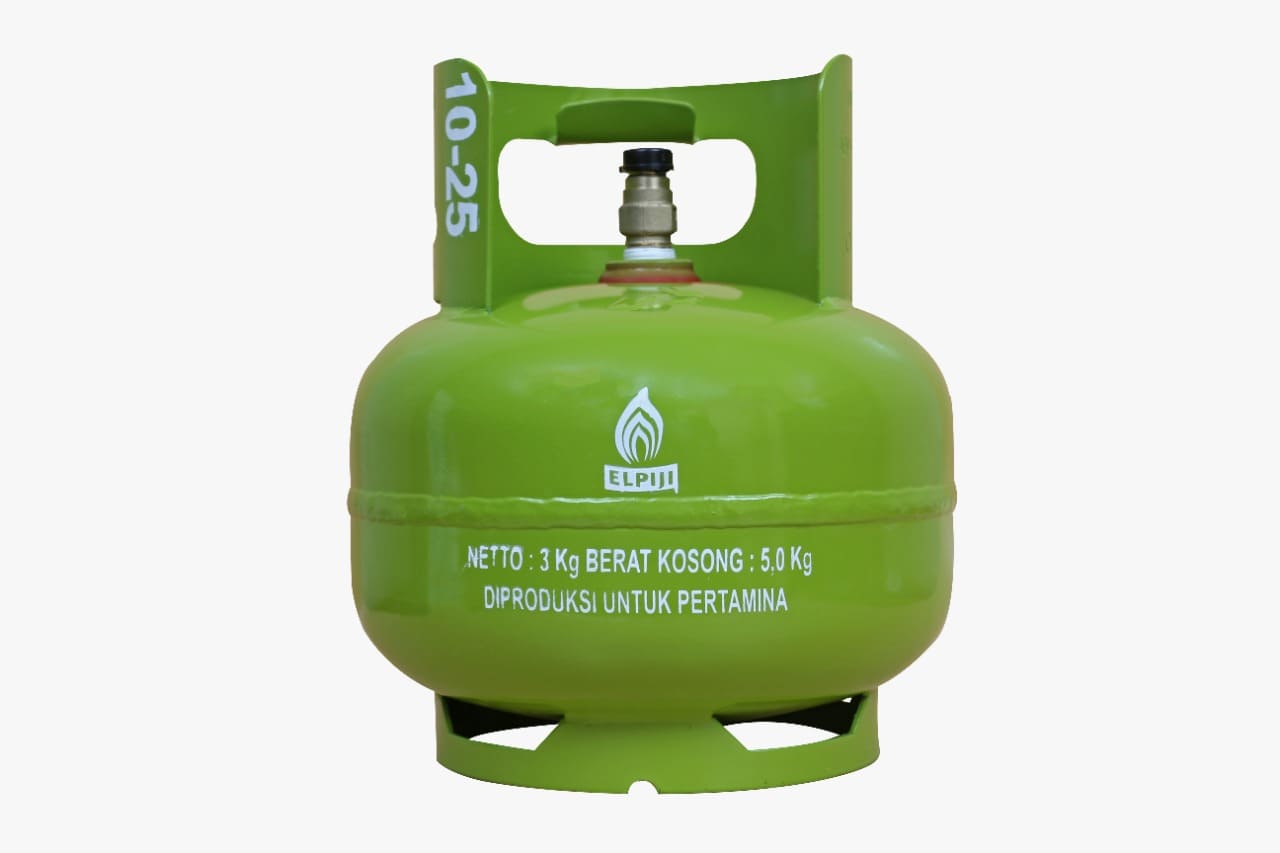 10-25
ELPIJI
NETTO : 3 Kg BERAT KOSONG : 5,0 Kg
DIPRODUKSI UNTUK PERTAMINA